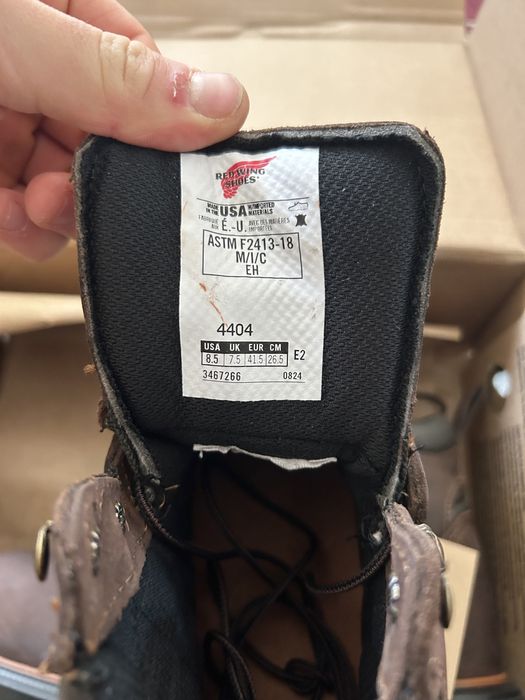 RED WING
SHOES
MADE IN THE USA W/IMPORTED MATERIALS
FABRIQUÉ AUX É.-U. AVEC DES MATIÈRES IMPORTÉES
ASTM F2413-18
M/I/C
EH
4404
USA UK EUR CM
8.5 7.5 41.5 26.5 E2
3467266 0824